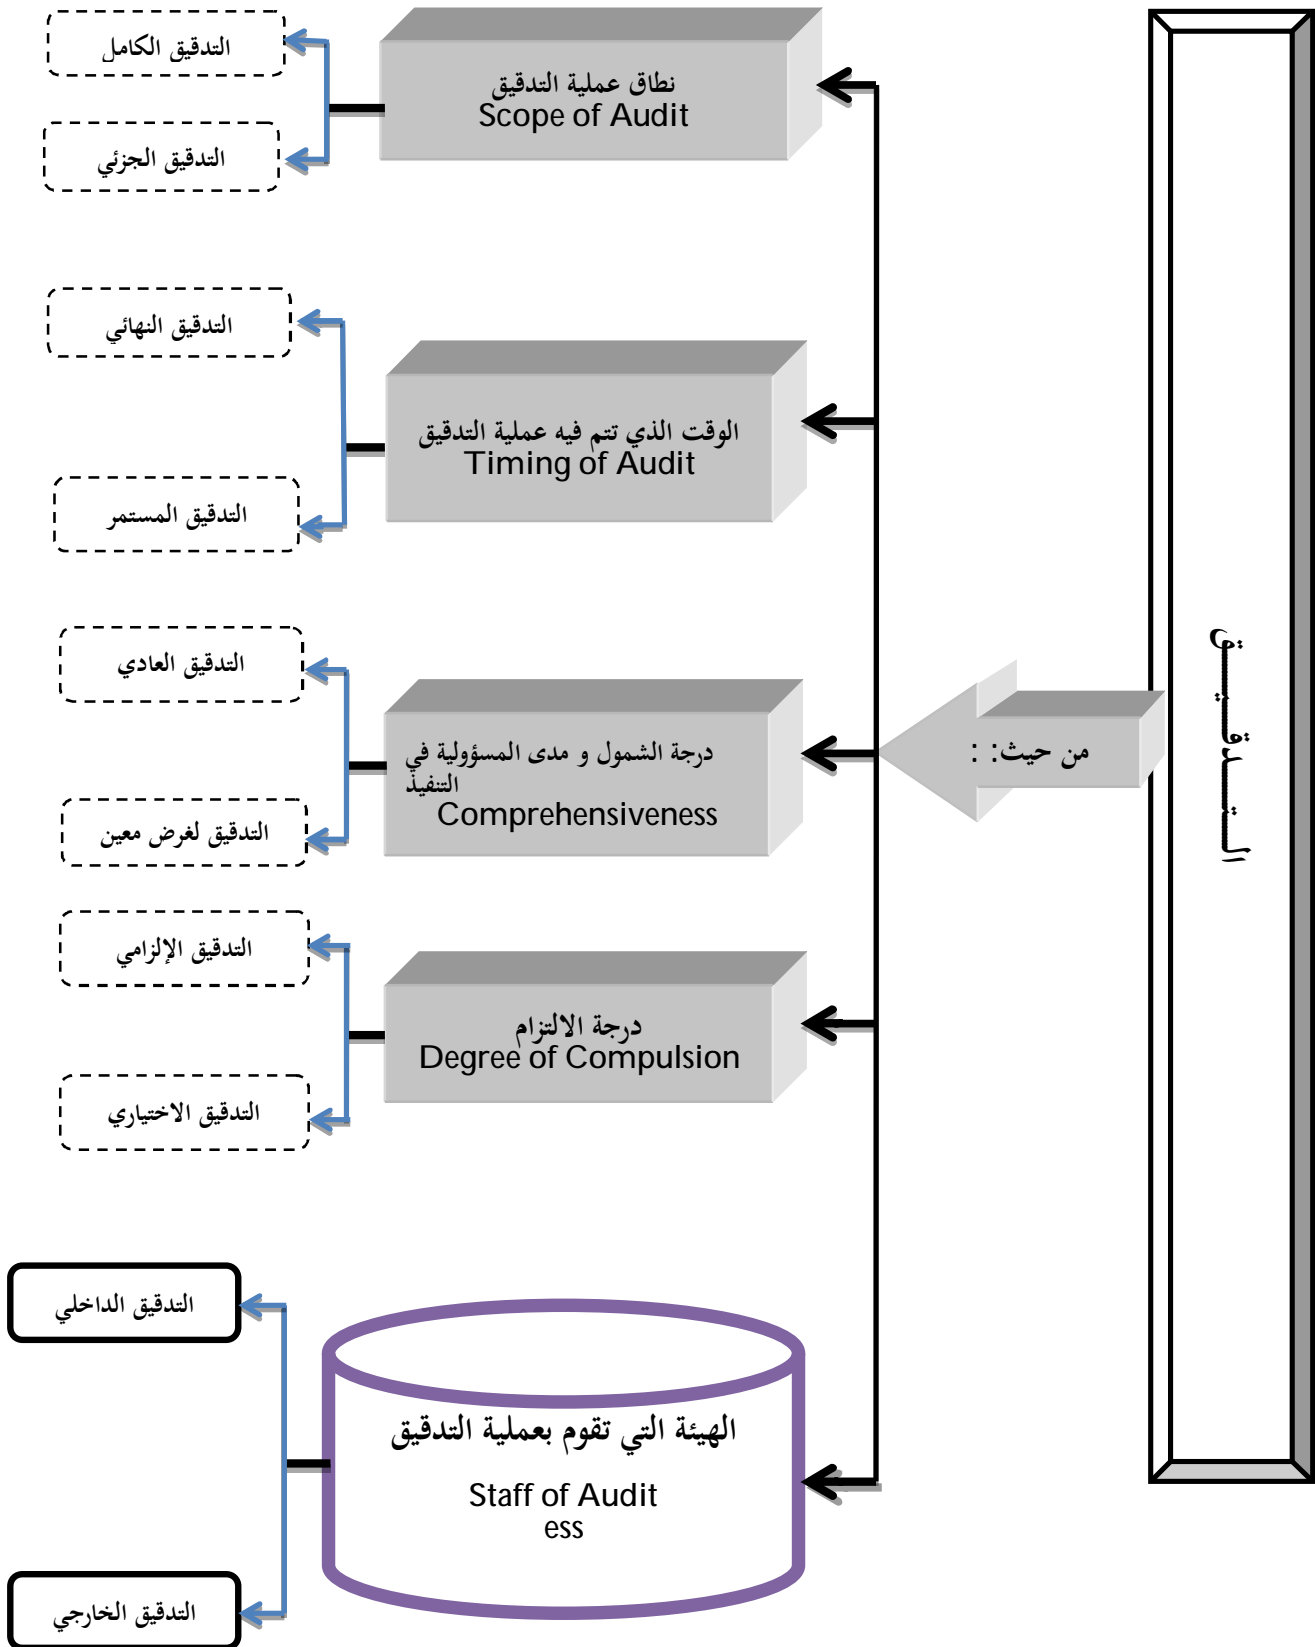 التدقيق
من حيث: :
نطاق عملية التدقيق
Scope of Audit
التدقيق الكامل
التدقيق الجزئي
الوقت الذي تتم فيه عملية التدقيق
Timing of Audit
التدقيق النهائي
التدقيق المستمر
درجة الشمول و مدى المسؤولية في
التنفيذ
Comprehensiveness
التدقيق العادي
التدقيق لغرض معين
درجة الالتزام
Degree of Compulsion
التدقيق الإلزامي
التدقيق الاختياري
الهيئة التي تقوم بعملية التدقيق
Staff of Audit
ess
التدقيق الداخلي
التدقيق الخارجي